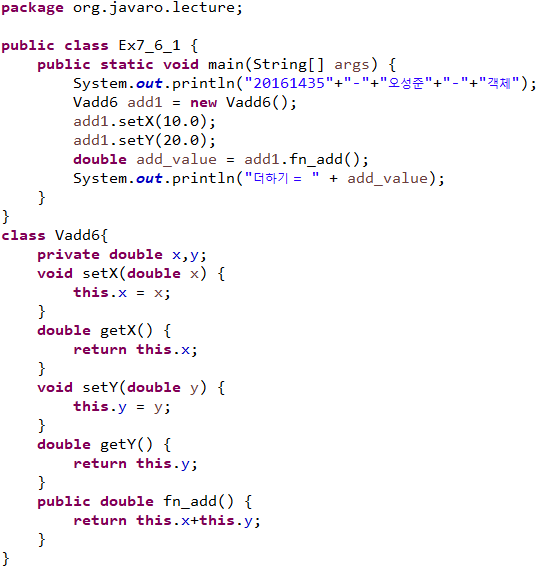 package org.javaro.lecture;
public class Ex7_6_1 {
public static void main(String[] args) {
System.out.println("20161435"+"-"+"오성준"+"-"+"객체");
Vadd6 add1 = new Vadd6();
add1.setX(10.0);
add1.setY(20.0);
double add_value = add1.fn_add();
System.out.println("더하기 = " + add_value);
}
}
class Vadd6{
private double x,y;
void setX(double x) {
this.x = x;
}
double getX() {
return this.x;
}
void setY(double y) {
this.y = y;
}
double getY() {
return this.y;
}
public double fn_add() {
return this.x+this.y;
}
}